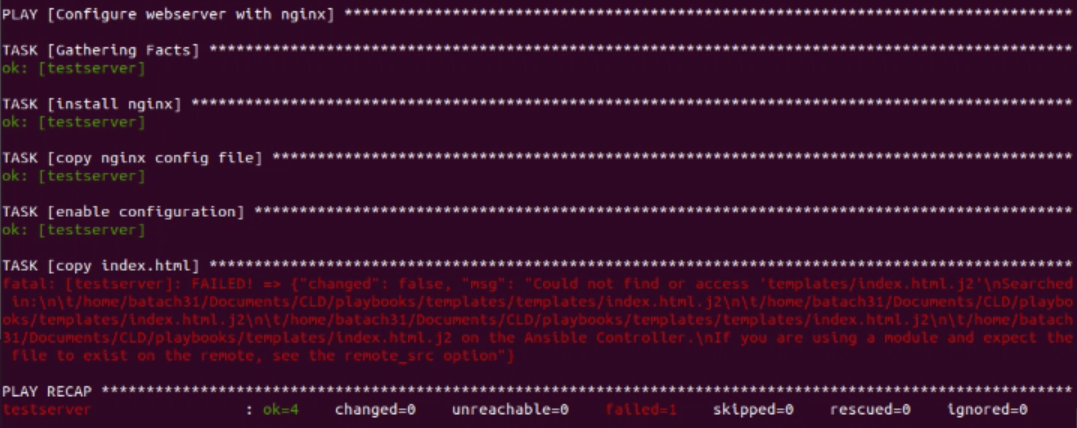 PLAY [Configure webserver with nginx] *********************************************************************************
TASK [Gathering Facts] ************************************************************************************************
ok: [testserver]
TASK [install nginx] **************************************************************************************************
ok: [testserver]
TASK [copy nginx config file] *****************************************************************************************
ok: [testserver]
TASK [enable configuration] *******************************************************************************************
ok: [testserver]
TASK [copy index.html] ************************************************************************************************
fatal: [testserver]: FAILED! => {"changed": false, "msg": "Could not find or access 'templates/index.html.j2'\nSearched
 in:\n\t/home/batach31/Documents/CLD/playbooks/templates/templates/index.html.j2\n\t/home/batach31/Documents/CLD/playbo
oks/templates/index.html.j2\n\t/home/batach31/Documents/CLD/playbooks/templates/templates/index.html.j2\n\t/home/batach
31/Documents/CLD/playbooks/templates/index.html.j2 on the Ansible Controller.\nIf you are using a module and expect the
 file to exist on the remote, see the remote_src option"}
PLAY RECAP ************************************************************************************************************
testserver                 : ok=4    changed=0    unreachable=0    failed=1    skipped=0    rescued=0    ignored=0